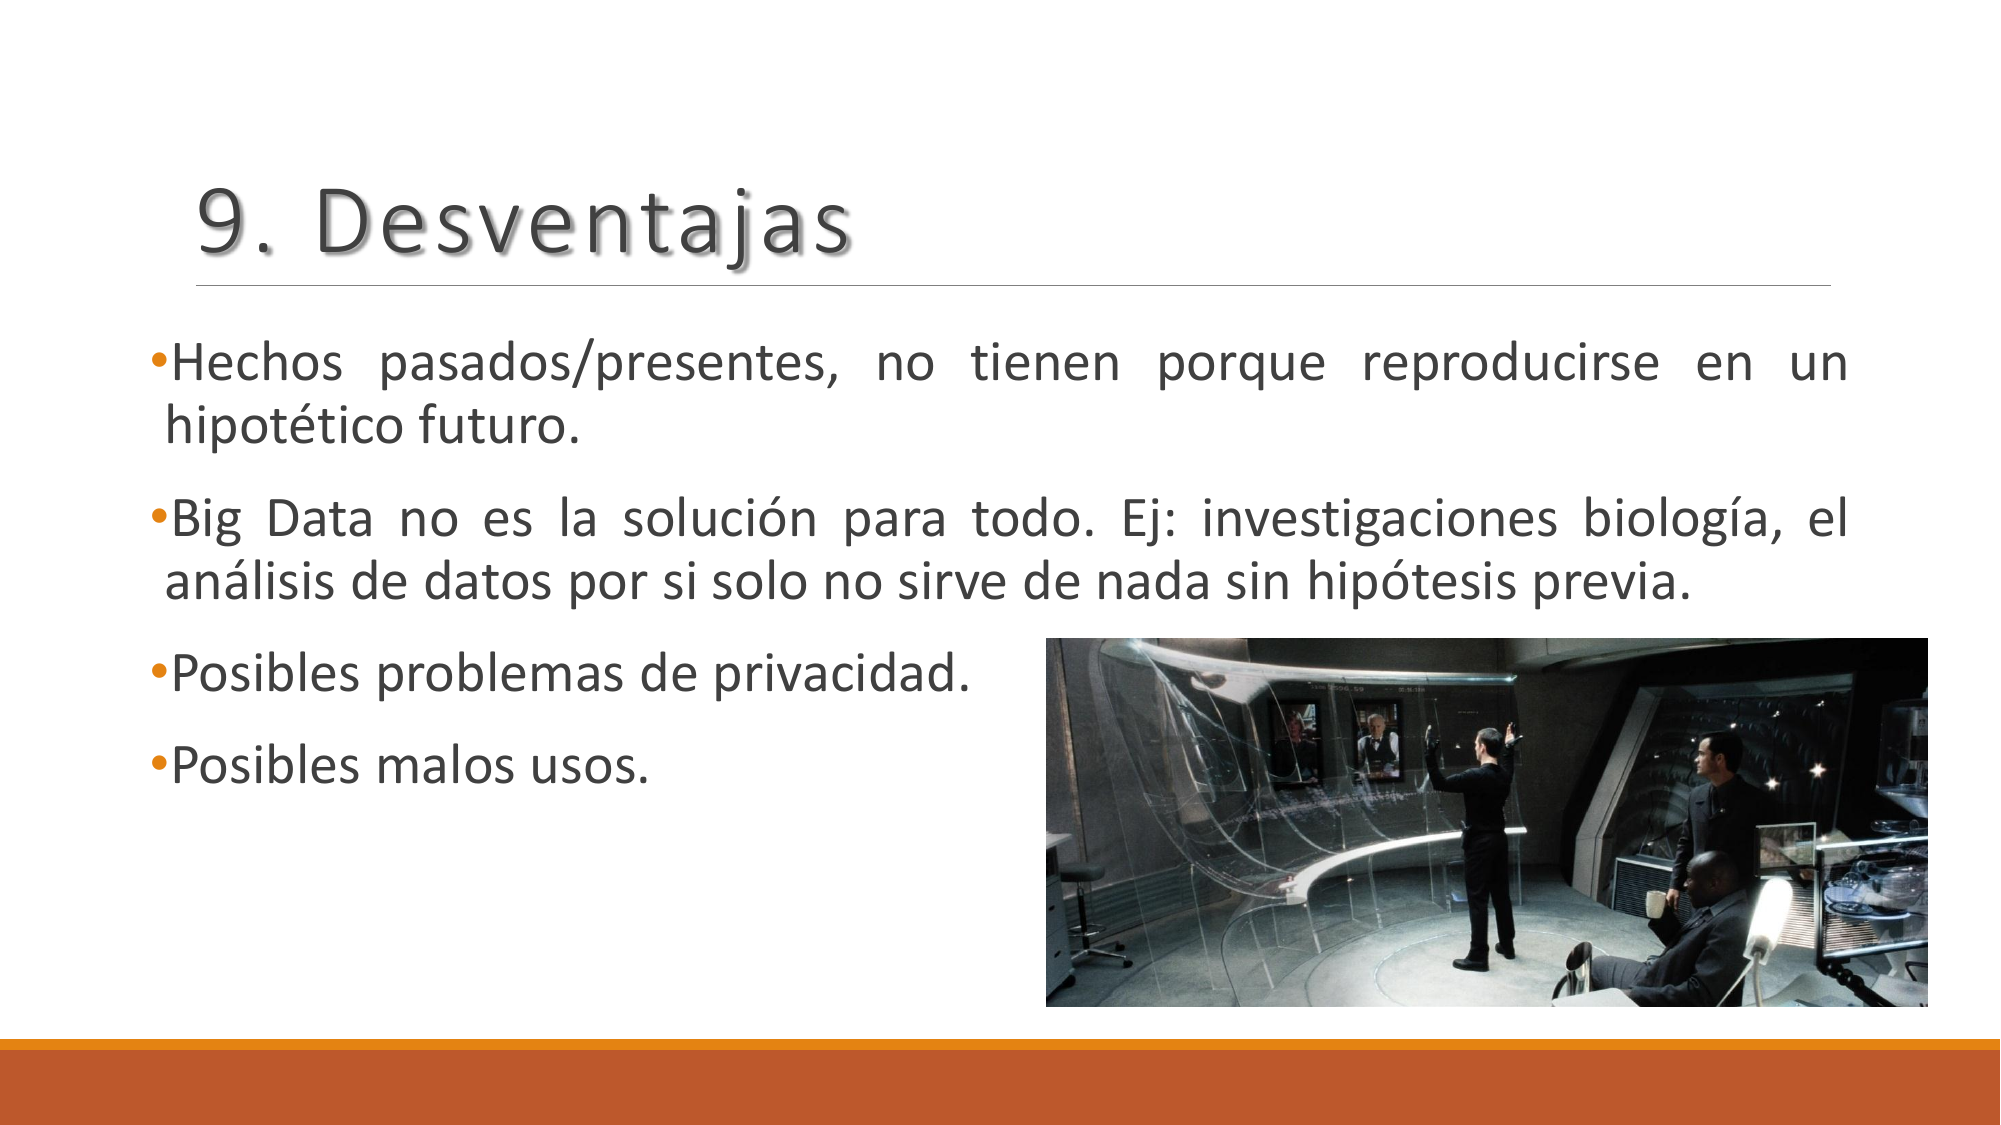 9. Desventajas
•Hechos pasados/presentes, no tienen porque reproducirse en un
hipotético futuro.
•Big Data no es la solución para todo. Ej: investigaciones biología, el
análisis de datos por si solo no sirve de nada sin hipótesis previa.
•Posibles problemas de privacidad.
•Posibles malos usos.